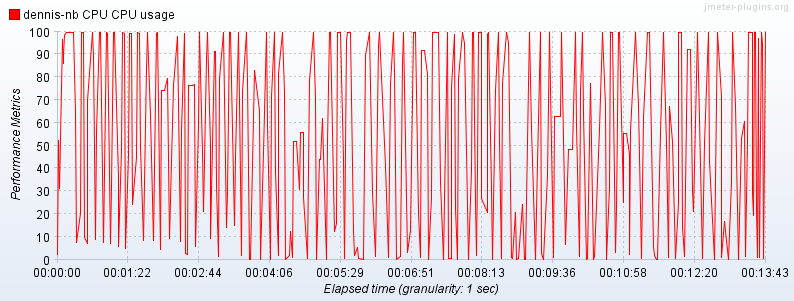 dennis-nb CPU CPU usage
jmeter-plugins.org
100
90
80
70
60
50
40
30
20
10
0
Performance Metrics
00:00:00 00:01:22 00:02:44 00:04:06 00:05:29 00:06:51 00:08:13 00:09:36 00:10:58 00:12:20 00:13:43
Elapsed time (granularity: 1 sec)